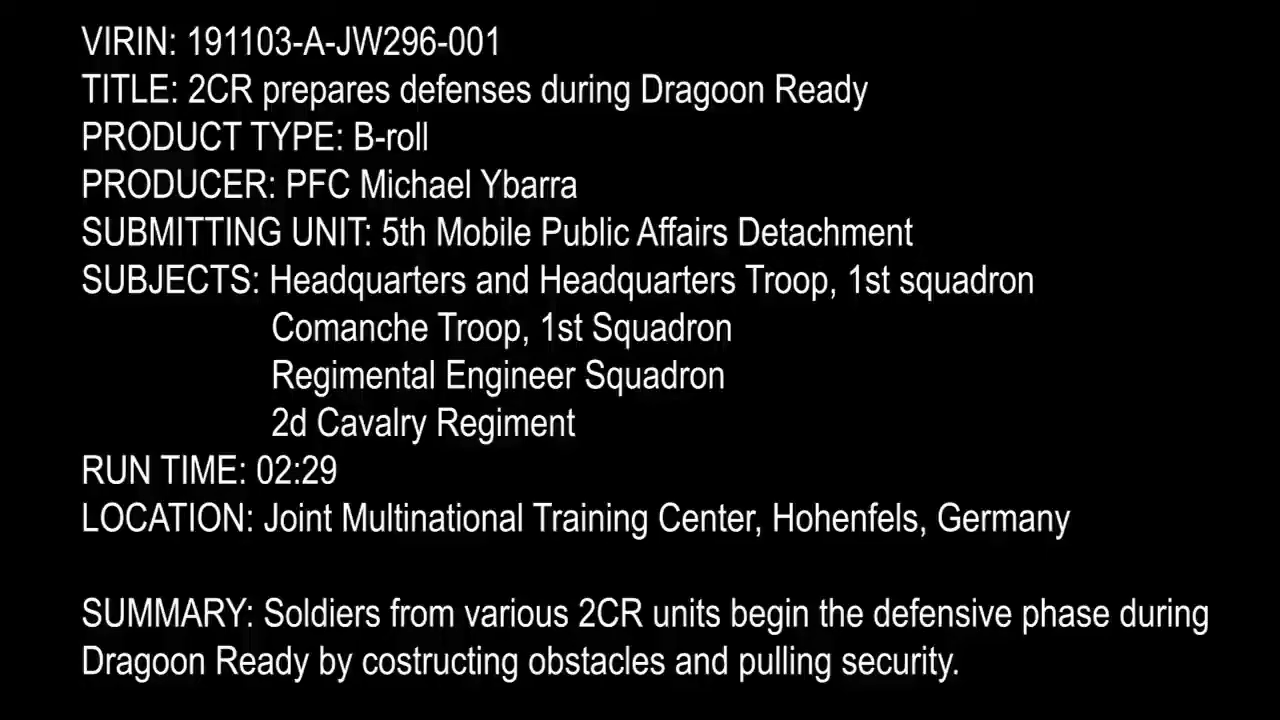 VIRIN: 191103-A-JW296-001
TITLE: 2CR prepares defenses during Dragoon Ready
PRODUCT TYPE: B-roll
PRODUCER: PFC Michael Ybarra
SUBMITTING UNIT: 5th Mobile Public Affairs Detachment
SUBJECTS: Headquarters and Headquarters Troop, 1st squadron
Comanche Troop, 1st Squadron
Regimental Engineer Squadron
2d Cavalry Regiment
RUN TIME: 02:29
LOCATION: Joint Multinational Training Center, Hohenfels, Germany
SUMMARY: Soldiers from various 2CR units begin the defensive phase during
Dragoon Ready by costructing obstacles and pulling security.